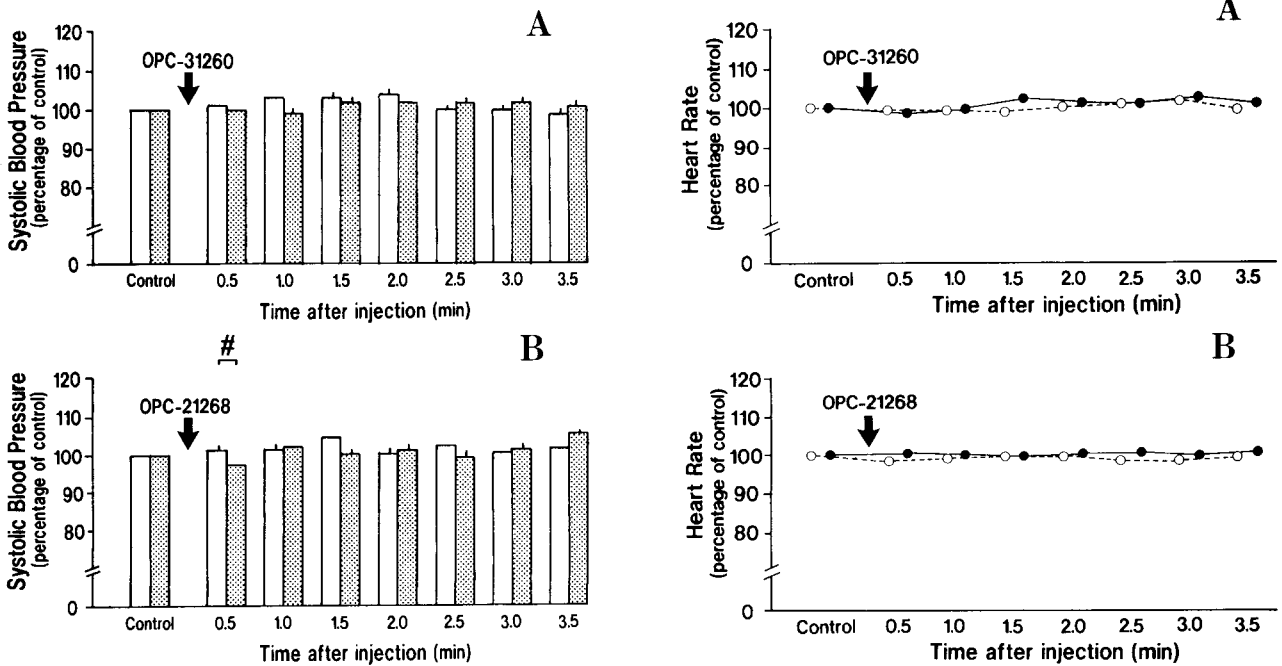 A
Systolic Blood Pressure
(percentage of control)
120
110
100
90
80
0
OPC-31260
Control 0.5 1.0 1.5 2.0 2.5 3.0 3.5
Time after injection (min)
A
Heart Rate
(percentage of control)
120
110
100
90
80
0
OPC-31260
Control 0.5 1.0 1.5 2.0 2.5 3.0 3.5
Time after injection (min)
#
B
Systolic Blood Pressure
(percentage of control)
120
110
100
90
80
0
OPC-21268
Control 0.5 1.0 1.5 2.0 2.5 3.0 3.5
Time after injection (min)
B
Heart Rate
(percentage of control)
120
110
100
90
80
0
OPC-21268
Control 0.5 1.0 1.5 2.0 2.5 3.0 3.5
Time after injection (min)